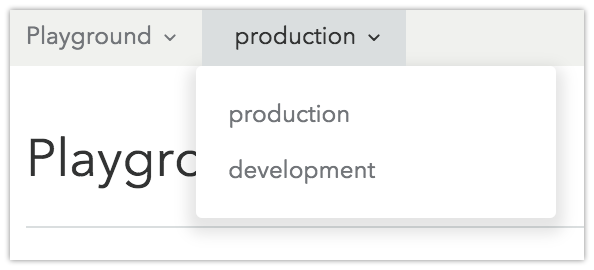 Playground production
production
Playgro
development